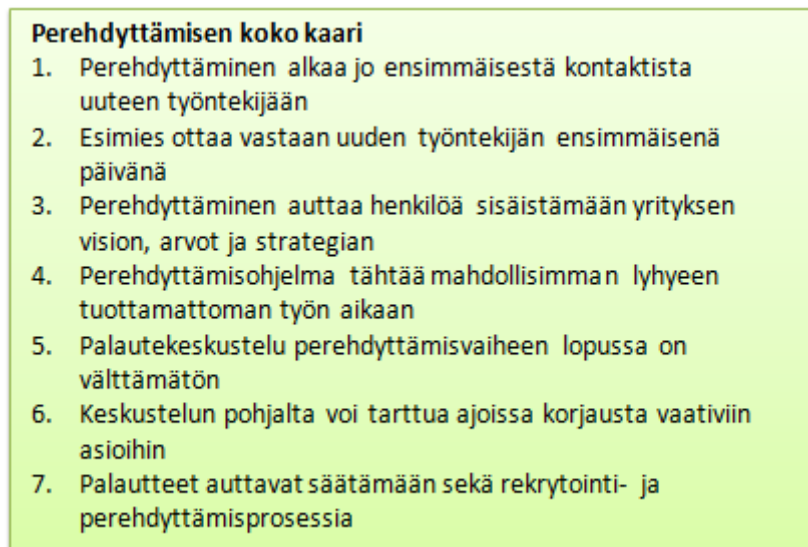 Perehdyttämisen koko kaari
1. Perehdyttäminen alkaa jo ensimmäisestä kontaktista
uuteen työntekijään
2. Esimies ottaa vastaan uuden työntekijän ensimmäisenä
päivänä
3. Perehdyttäminen auttaa henkilöä sisäistämään yrityksen
vision, arvot ja strategian
4. Perehdyttämisohjelma tähtää mahdollisimman lyhyeen
tuottamattoman työn aikaan
5. Palautekeskustelu perehdyttämisvaiheen lopussa on
välttämätön
6. Keskustelun pohjalta voi tarttua ajoissa korjausta vaativiin
asioihin
7. Palautteet auttavat säätämään sekä rekrytointi- ja
perehdyttämisprosessia